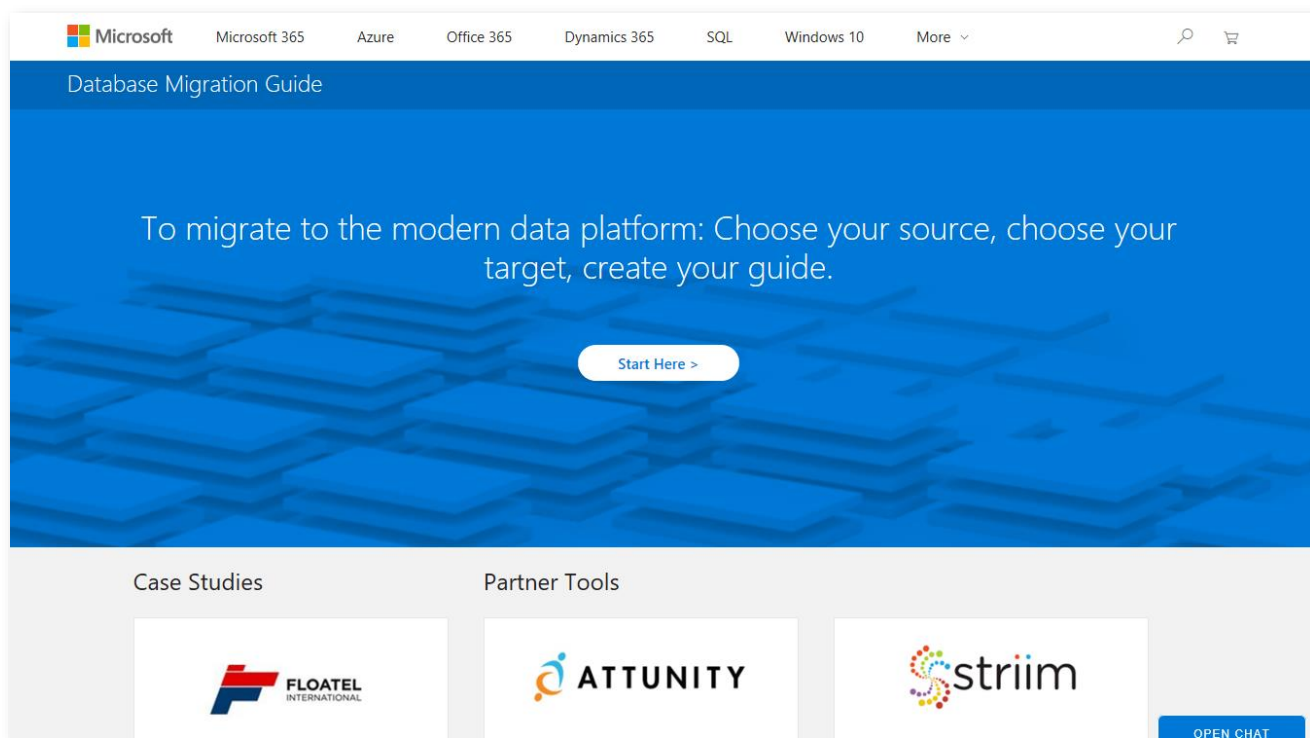 Microsoft Microsoft 365 Azure Office 365 Dynamics 365 SQL Windows 10 More
Database Migration Guide
To migrate to the modern data platform: Choose your source, choose your
target, create your guide.
Start Here >
Case Studies
Partner Tools
FLOATEL
INTERNATIONAL
ATTUNITY
striim
OPEN CHAT